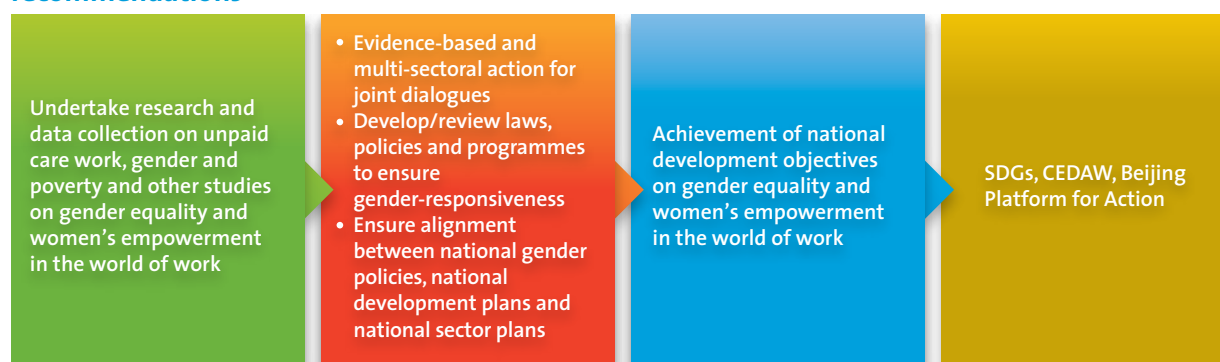 Undertake research and
data collection on unpaid
care work, gender and
poverty and other studies
on gender equality and
women's empowerment
in the world of work
• Evidence-based and
multi-sectoral action for
joint dialogues
• Develop/review laws,
policies and programmes
to ensure
gender-responsiveness
• Ensure alignment
between national gender
policies, national
development plans and
national sector plans
Achievement of national
development objectives
on gender equality and
women's empowerment
in the world of work
SDGs, CEDAW, Beijing
Platform for Action